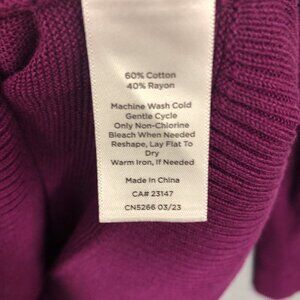 60% Cotton
40% Rayon
Machine Wash Cold
Gentle Cycle
Only Non-Chlorine
Bleach When Needed
Reshape, Lay Flat To
Dry
Warm Iron, If Needed
Made In China
CA# 23147
CN5266 03/23